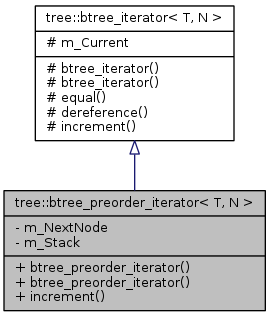 tree::btree_iterator< T, N >
# m_Current
# btree_iterator()
# btree_iterator()
# equal()
# dereference()
# increment()
tree::btree_preorder_iterator< T, N >
- m_NextNode
- m_Stack
+ btree_preorder_iterator()
+ btree_preorder_iterator()
+ increment()